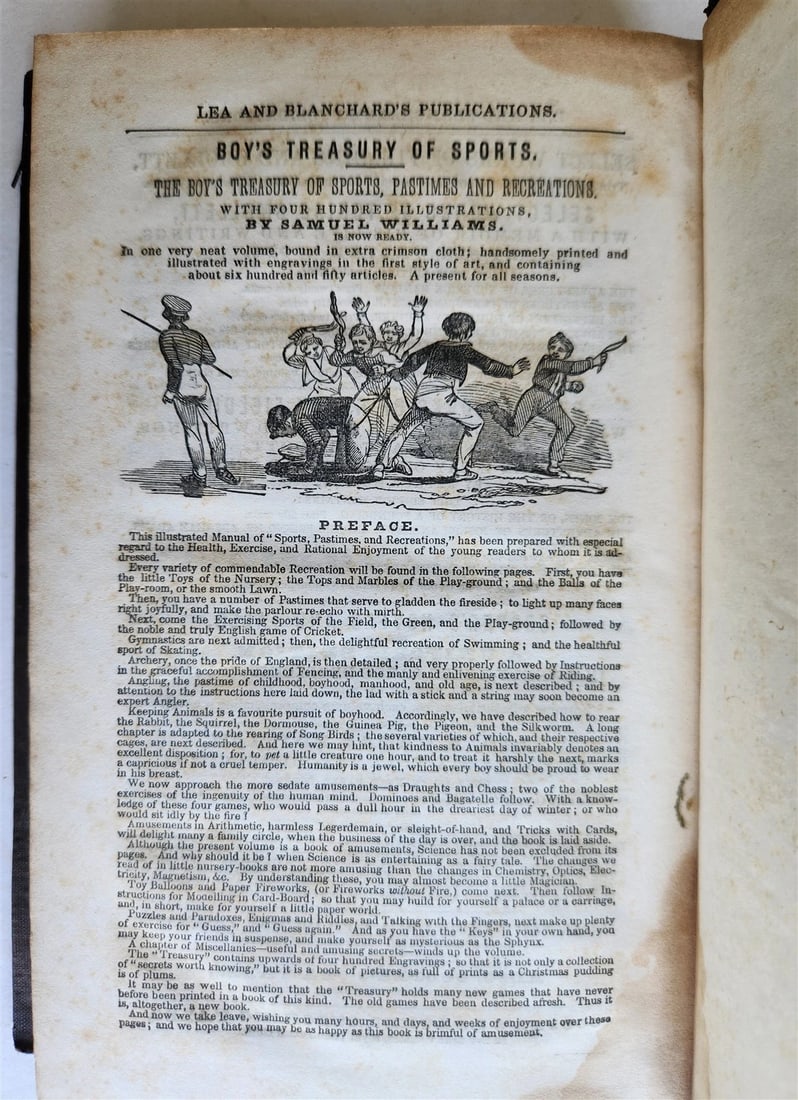 LEA AND BLANCHARD'S PUBLICATIONS.
BOY'S TREASURY OF SPORTS.
THE BOY'S TREASURY OF SPORTS, PASTIMES AND RECREATIONS.
WITH FOUR HUNDRED ILLUSTRATIONS,
BY SAMUEL WILLIAMS.
IS NOW READY.
In one very neat volume, bound in extra crimson cloth; handsomely printed and
illustrated with engravings in the first style of art, and containing
about six hundred and fifty articles. A present for all seasons.
PREFACE.
This illustrated Manual of "Sports, Pastimes, and Recreations," has been prepared with especial
regard to the Health, Exercise, and Rational Enjoyment of the young readers to whom it is ad-
dressed.
Every variety of commendable Recreation will be found in the following pages. First, you have
the little Toys of the Nursery; the Tops and Marbles of the Play-ground; and the Balls of the
Play-room, or the smooth Lawn.
Then, you have a number of Pastimes that serve to gladden the fireside; to light up many faces
right joyfully, and make the parlour re-echo with mirth.
Next, come the Exercising Sports of the Field, the Green, and the Play-ground; followed by
the noble and truly English game of Cricket.
Gymnastics are next admitted; then, the delightful recreation of Swimming; and the healthful
sport of Skating.
Archery, once the pride of England, is then detailed; and very properly followed by Instructions
in the graceful accomplishment of Fencing, and the manly and enlivening exercise of Riding.
Angling, the pastime of childhood, boyhood, manhood, and old age, is next described; and by
attention to the instructions here laid down, the lad with a stick and a string may soon become an
expert Angler.
Keeping Animals is a favourite pursuit of boyhood. Accordingly, we have described how to rear
the Rabbit, the Squirrel, the Dormouse, the Guinea Pig, the Pigeon, and the Silkworm. A long
chapter is adapted to the rearing of Song Birds; the several varieties of which, and their respective
cages, are next described. And here we may hint, that kindness to Animals invariably denotes an
excellent disposition; for, to pet a little creature one hour, and to treat it harshly the next, marks
a capricious if not a cruel temper. Humanity is a jewel, which every boy should be proud to wear
in his breast.
We now approach the more sedate amusements—as Draughts and Chess; two of the noblest
exercises of the ingenuity of the human mind. Dominoes and Bagatelle follow. With a know-
ledge of these four games, who would pass a dull hour in the dreariest day of winter; or who
would sit idly by the fire?
Amusements in Arithmetic, harmless Legerdemain, or sleight-of-hand, and Tricks with Cards,
will delight many a family circle, when the business of the day is over, and the book is laid aside.
Although the present volume is a book of amusements, Science has not been excluded from its
pages. And why should it be? when Science is as entertaining as a fairy tale. The changes we
read of in little nursery-books are not more amusing than the changes in Chemistry, Optics, Elec-
tricity, Magnetism, &c. By understanding these, you may almost become a little Magician.
Toy Balloons and Paper Fireworks, (or Fireworks without Fire,) come next. Then follow In-
structions for Modelling in Card-Board; so that you may build for yourself a palace or a carriage,
and, in short, make for yourself a little paper world.
Puzzles and Paradoxes, Enigmas and Riddles, and Talking with the Fingers, next make up plenty
of exercise for "Guess," and "Guess again." And as you have the "Keys" in your own hand, you
may keep your friends in suspense, and make yourself as mysterious as the Sphynx.
A chapter of Miscellanies—useful and amusing secrets—winds up the volume.
The "Treasury" contains upwards of four hundred Engravings; so that it is not only a collection
of "secrets worth knowing," but it is a book of pictures, as full of prints as a Christmas pudding
is of plums.
It may be as well to mention that the "Treasury" holds many new games that have never
before been printed in a book of this kind. The old games have been described afresh. Thus it
is, altogether, a new book.
And now we take leave, wishing you many hours, and days, and weeks of enjoyment over these
pages; and we hope that you may be as happy as this book is brimful of amusement.